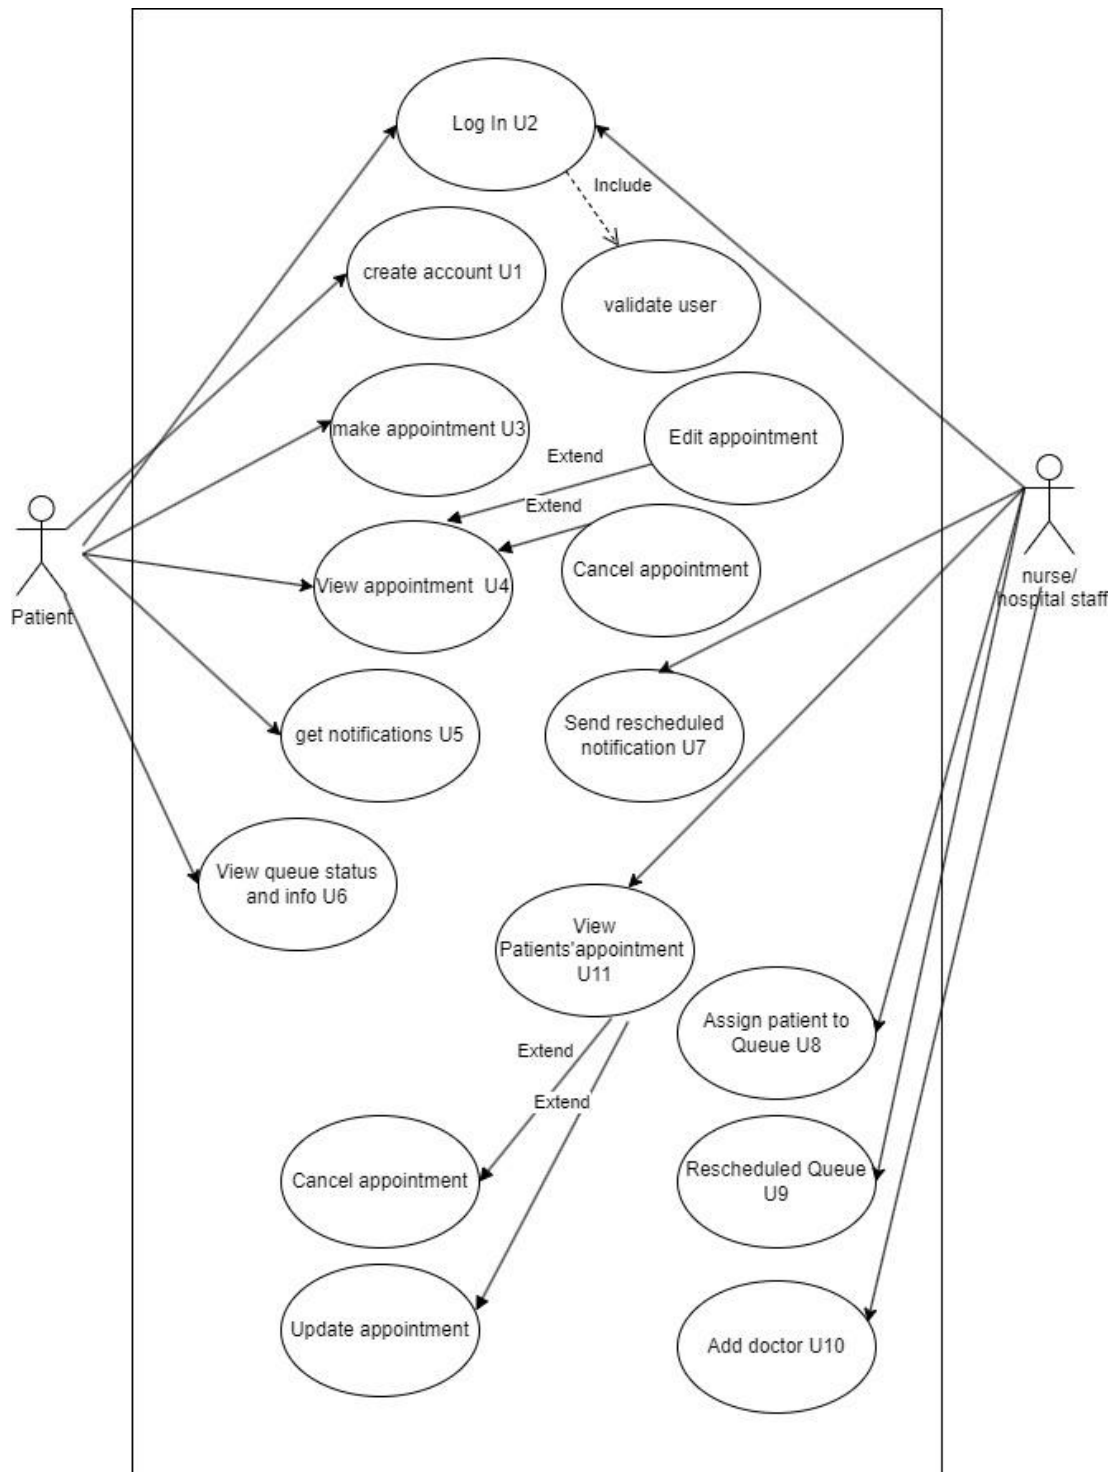 Log In U2
Include
create account U1
validate user
make appointment U3
Edit appointment
Extend
Extend
View appointment U4
Cancel appointment
Patient
nurse/
hospital staff
get notifications U5
Send rescheduled
notification U7
View queue status
and info U6
View
Patients'appointment
U11
Assign patient to
Queue U8
Extend
Extend
Cancel appointment
Rescheduled Queue
U9
Update appointment
Add doctor U10